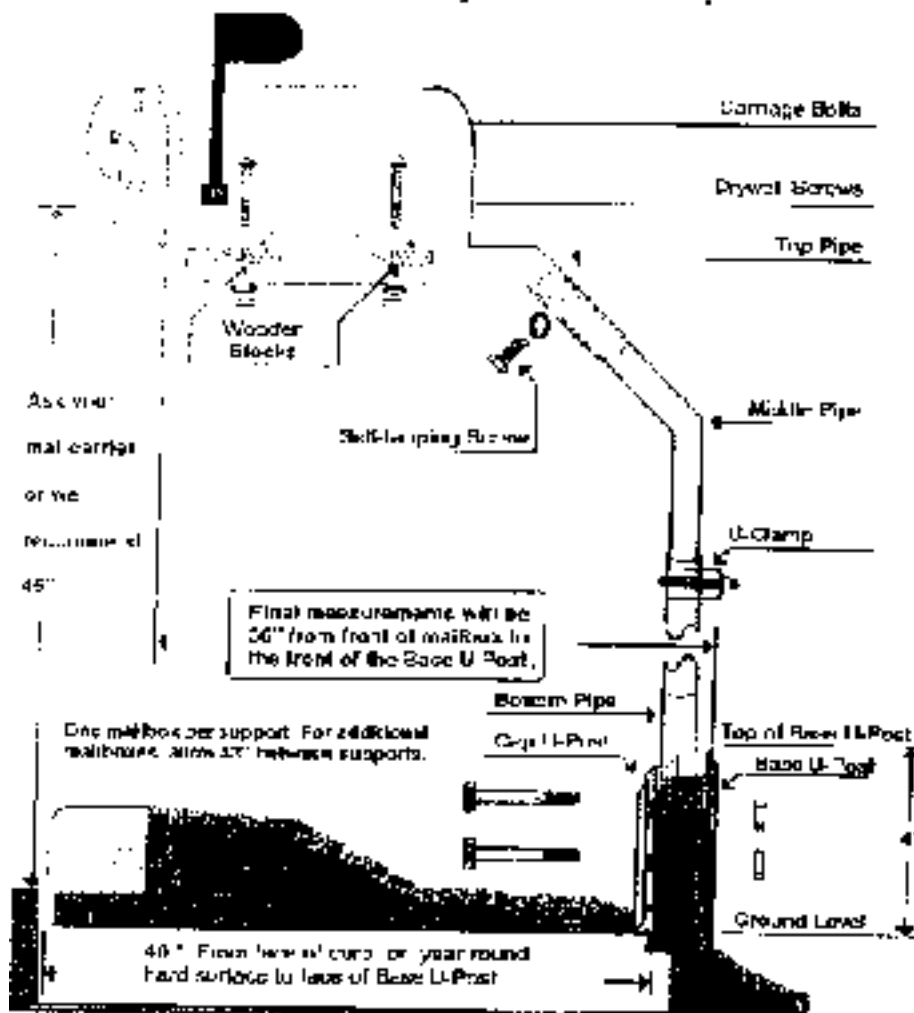 Carriage Bolts
Drywall Screws
Top Pipe
Wooden
Blocks
Ask your
mail carrier
or we
recommend
45"
Self-tapping Screw
Middle Pipe
U-Clamp
Final measurements will be
36" from front of mailbox to
the front of the Base U-Post.
Bottom Pipe
One mailbox per support. For additional
mailboxes, allow between supports.
Cap U-Post
Top of Base U-Post
Base U-Post
4"
Ground Level
From face of curb or year round
hard surface to face of Base U-Post